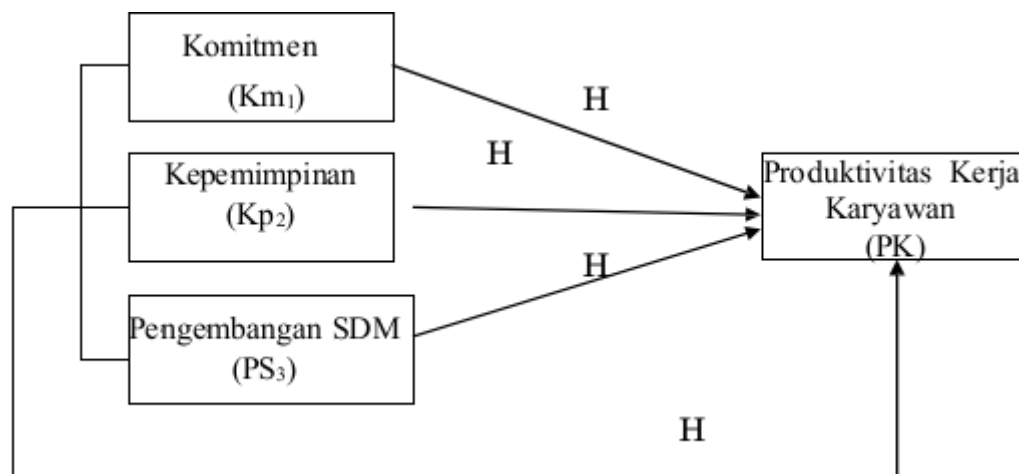 Komitmen
(Km₁)
H
H
Kepemimpinan
(Kp₂)
Produktivitas Kerja
Karyawan
(PK)
H
Pengembangan SDM
(PS₃)
H